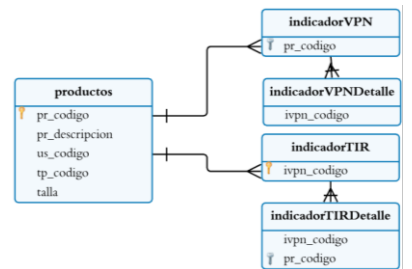 indicadorVPN
pr_codigo
indicadorVPNDetalle
ivpn_codigo
productos
pr_codigo
pr_descripcion
us_codigo
tp_codigo
talla
indicadorTIR
ivpn_codigo
indicadorTIRDetalle
ivpn_codigo
pr_codigo